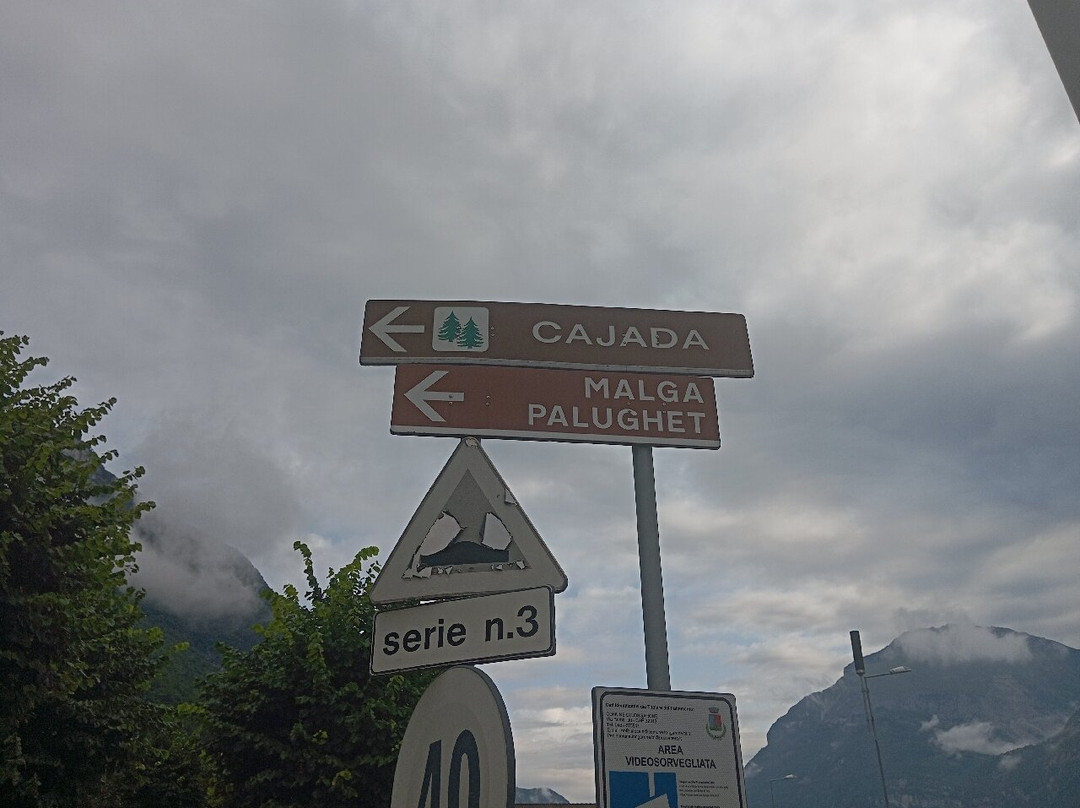 CAJADA
MALGA
PALUGHET
serie n.3
40
AREA
VIDEOSORVEGLIATA